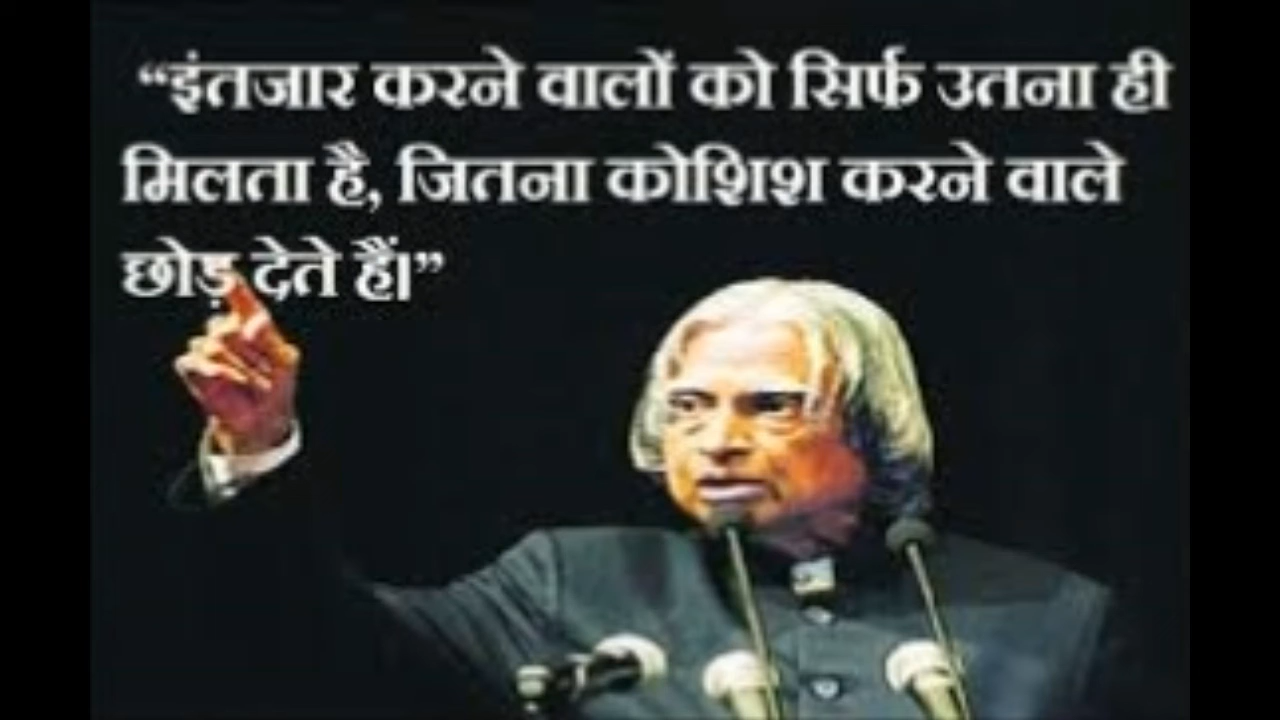 “इंतजार करने वालों को सिर्फ उतना ही
मिलता है, जितना कोशिश करने वाले
छोड़ देते हैं।”